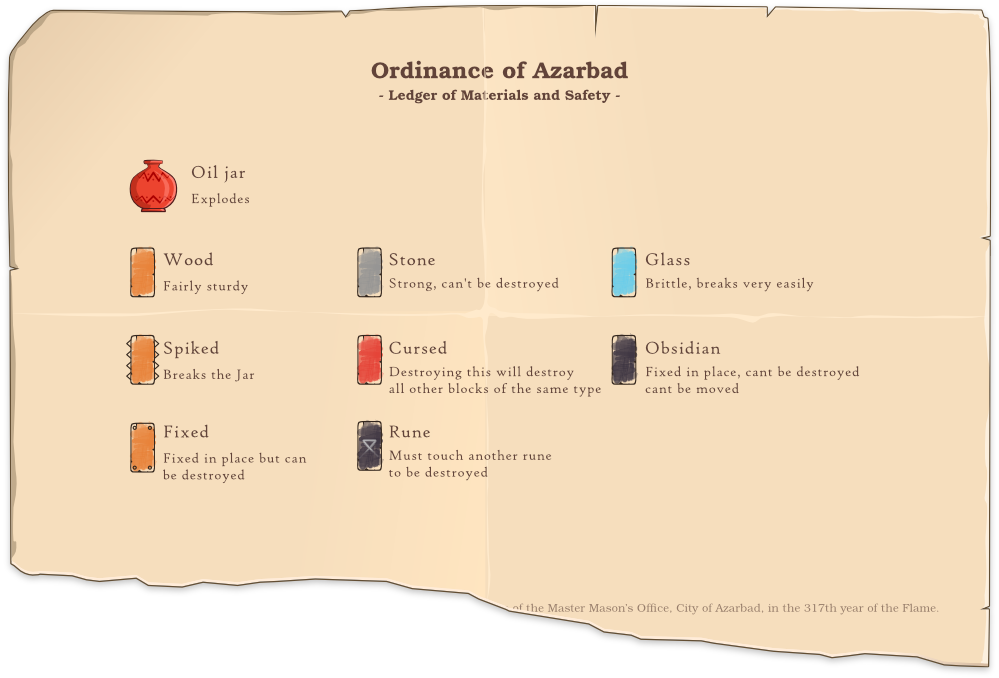 Ordinance of Azarbad
- Ledger of Materials and Safety -
Oil jar
Explodes
Wood
Fairly sturdy
Stone
Strong, can't be destroyed
Glass
Brittle, breaks very easily
Spiked
Breaks the Jar
Cursed
Destroying this will destroy
all other blocks of the same type
Obsidian
Fixed in place, cant be destroyed
cant be moved
Fixed
Fixed in place but can
be destroyed
Rune
Must touch another rune
to be destroyed
of the Master Mason's Office, City of Azarbad, in the 317th year of the Flame.